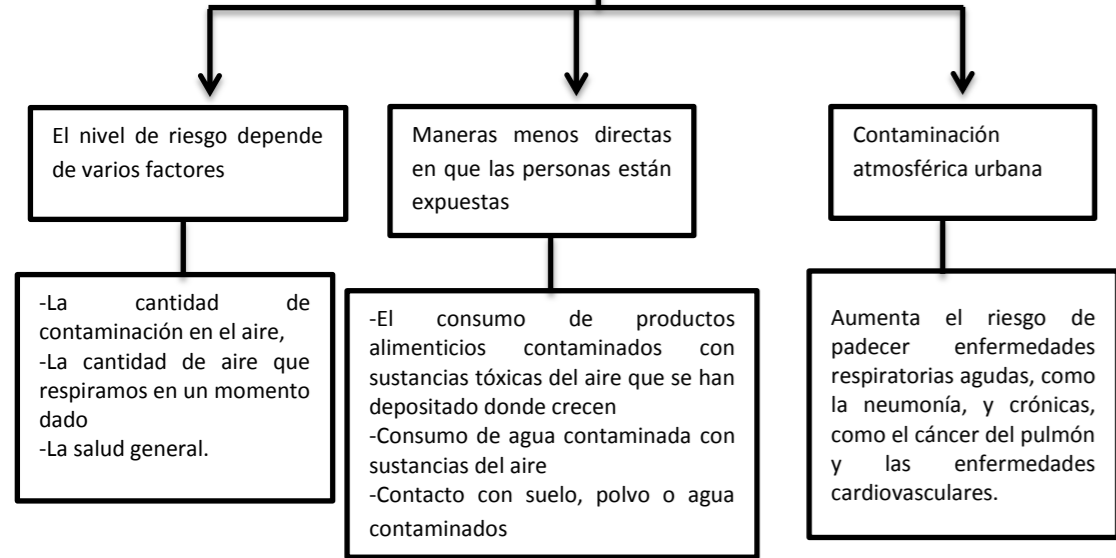 El nivel de riesgo depende
de varios factores
-La cantidad de
contaminación en el aire,
-La cantidad de aire que
respiramos en un momento
dado
-La salud general.
Maneras menos directas
en que las personas están
expuestas
-El consumo de productos
alimenticios contaminados con
sustancias tóxicas del aire que se han
depositado donde crecen
-Consumo de agua contaminada con
sustancias del aire
-Contacto con suelo, polvo o agua
contaminados
Contaminación
atmosférica urbana
Aumenta el riesgo de
padecer enfermedades
respiratorias agudas, como
la neumonía, y crónicas,
como el cáncer del pulmón
y las enfermedades
cardiovasculares.